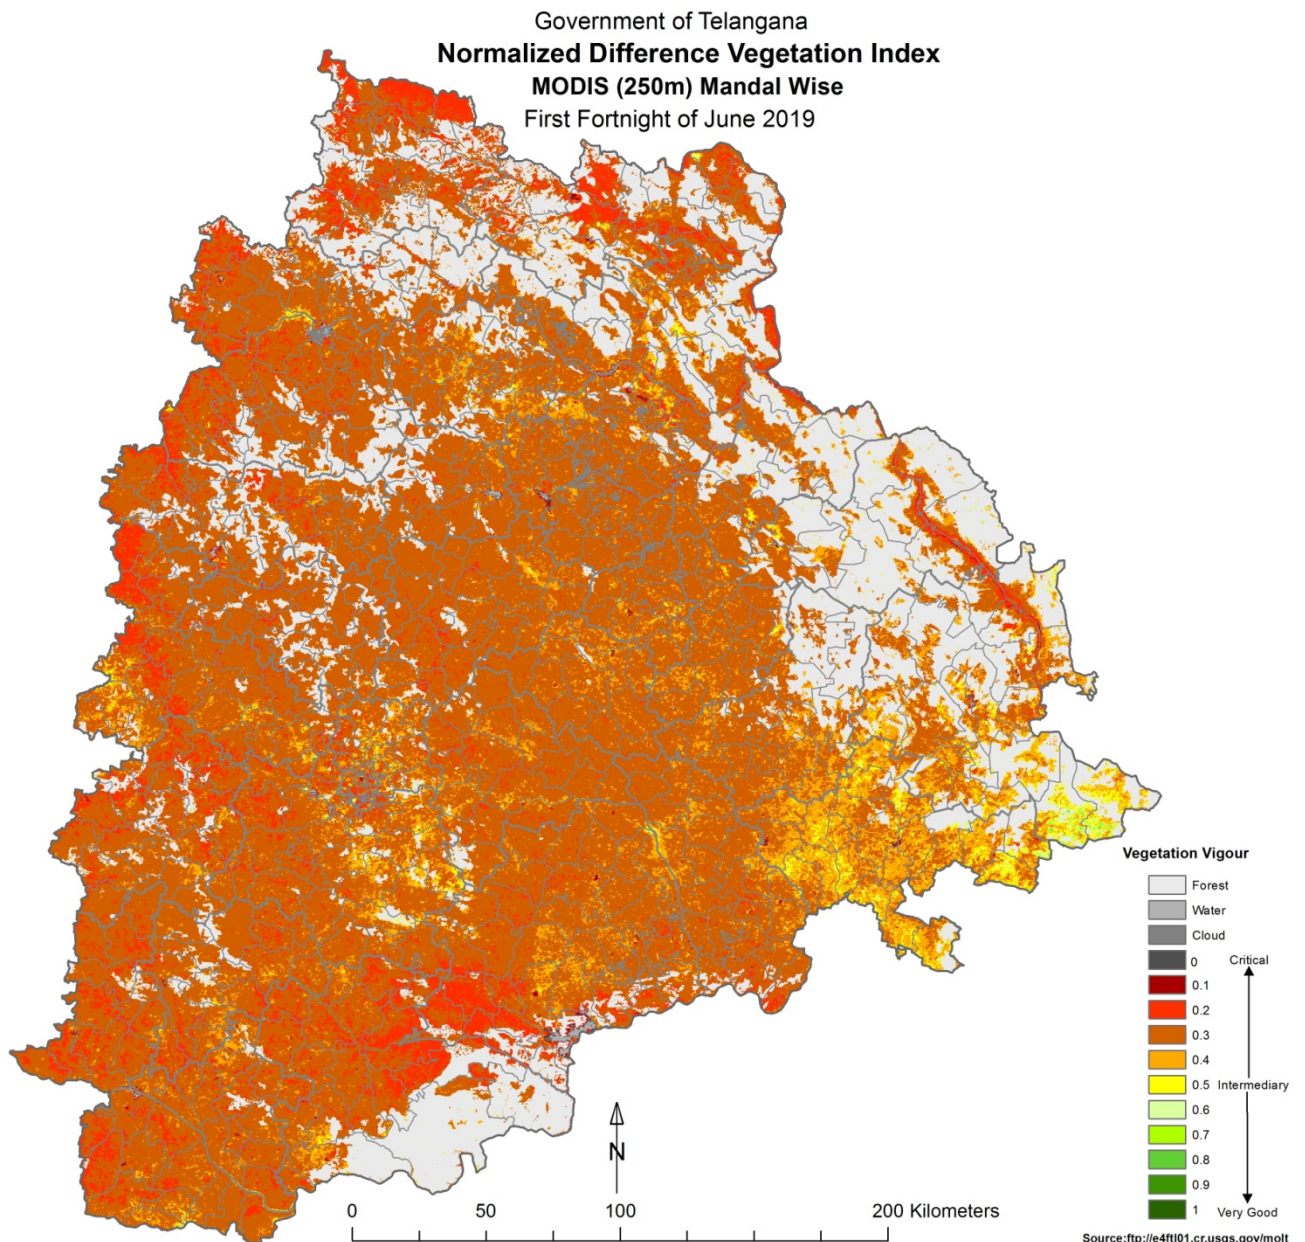 Government of Telangana
Normalized Difference Vegetation Index
MODIS (250m) Mandal Wise
First Fortnight of June 2019
Vegetation Vigour
Forest
Water
Cloud
0 Critical
0.1
0.2
0.3
0.4
0.5 Intermediary
0.6
0.7
0.8
0.9
1 Very Good
N
0 50 100 200 Kilometers
Source:ftp://e4ftl01.cr.usgs.gov/molt